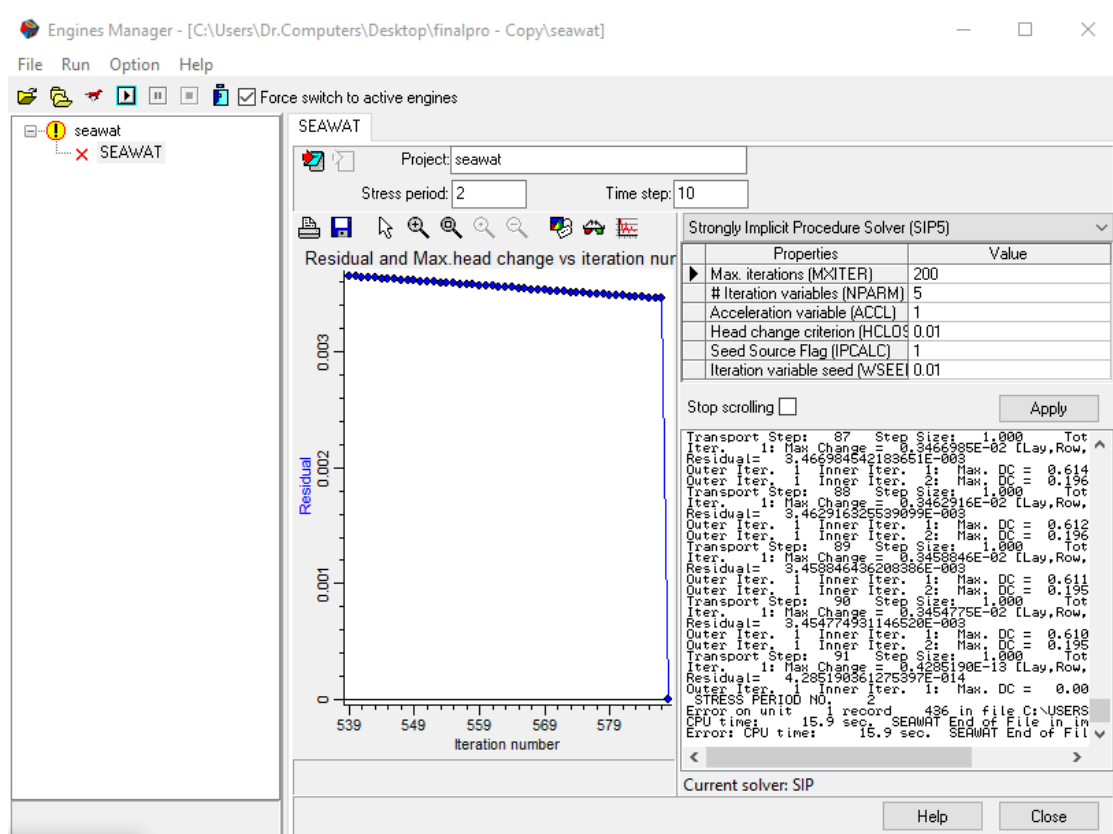 Engines Manager - [C:\Users\Dr.Computers\Desktop\finalpro - Copy\seawat]
File Run Option Help
Force switch to active engines
seawat
SEAWAT
SEAWAT
Project: seawat
Stress period: 2 Time step: 10
Residual and Max.head change vs iteration nur
Residual
0.003
0.002
0.001
0
539 549 559 569 579
Iteration number
Strongly Implicit Procedure Solver (SIP5)
Properties Value
Max. iterations (MXITER) 200
# Iteration variables (NPARM) 5
Acceleration variable (ACCL) 1
Head change criterion (HCLOS 0.01
Seed Source Flag (IPCALC) 1
Iteration variable seed (WSEEI 0.01
Stop scrolling Apply
Transport Step: 87 Step Size: 1.000 Tot
Iter. 1: Max Change = 0.3466985E-02 [Lay,Row,
Residual= 3.466984542183651E-003
Outer Iter. 1 Inner Iter. 1: Max. DC = 0.614
Outer Iter. 1 Inner Iter. 2: Max. DC = 0.196
Transport Step: 88 Step Size: 1.000 Tot
Iter. 1: Max Change = 0.3462916E-02 [Lay,Row,
Residual= 3.462916325539099E-003
Outer Iter. 1 Inner Iter. 1: Max. DC = 0.612
Outer Iter. 1 Inner Iter. 2: Max. DC = 0.196
Transport Step: 89 Step Size: 1.000 Tot
Iter. 1: Max Change = 0.3458846E-02 [Lay,Row,
Residual= 3.458846436208386E-003
Outer Iter. 1 Inner Iter. 1: Max. DC = 0.611
Outer Iter. 1 Inner Iter. 2: Max. DC = 0.195
Transport Step: 90 Step Size: 1.000 Tot
Iter. 1: Max Change = 0.3454775E-02 [Lay,Row,
Residual= 3.454774931146520E-003
Outer Iter. 1 Inner Iter. 1: Max. DC = 0.610
Outer Iter. 1 Inner Iter. 2: Max. DC = 0.195
Transport Step: 91 Step Size: 1.000 Tot
Iter. 1: Max Change = 0.4285190E-13 [Lay,Row,
Residual= 4.285190361275397E-014
Outer Iter. 1 Inner Iter. 1: Max. DC = 0.00
STRESS PERIOD NO. 2
Error on unit 1 record 436 in file C:\USERS
CPU time: 15.9 sec. SEAWAT End of File in im
Error: CPU time: 15.9 sec. SEAWAT End of Fil
Current solver: SIP
Help Close